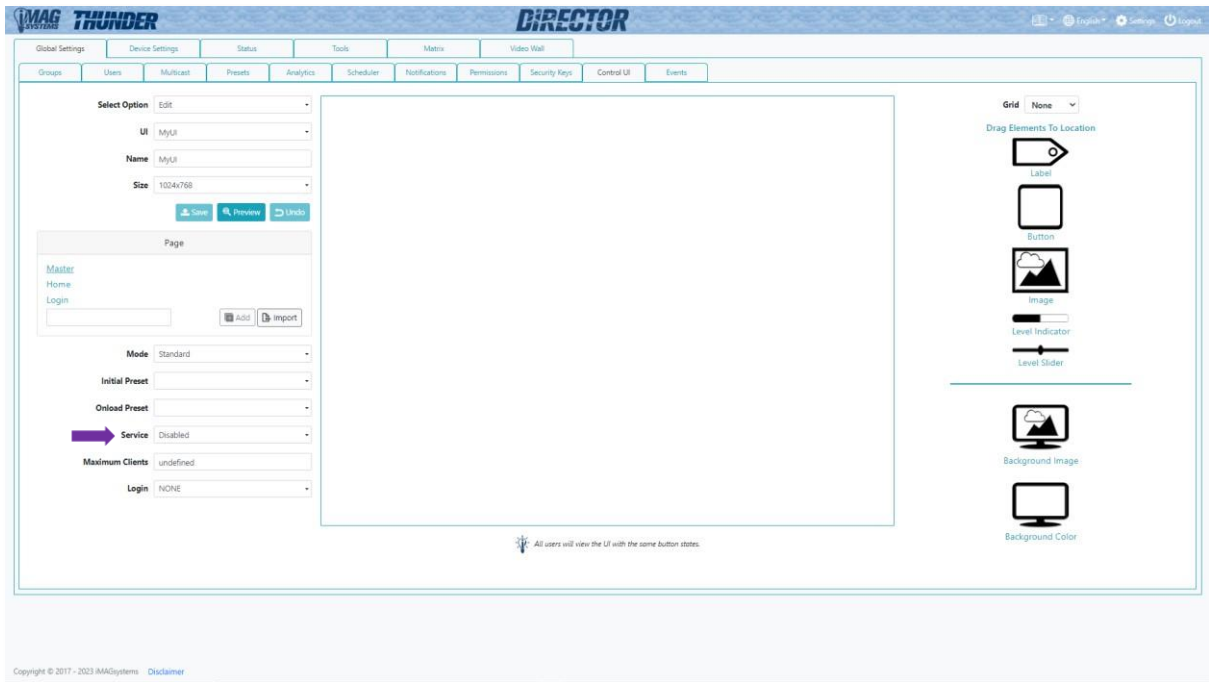 iMAG SYSTEMS THUNDER DiRECTOR English Settings Logout
Global Settings Device Settings Status Tools Matrix Video Wall
Groups Users Multicast Presets Analytics Scheduler Notifications Permissions Security Keys Control UI Events
Select Option Edit
UI MyUI
Name MyUI
Size 1024x768
Save Preview Undo
Page
Master
Home
Login
Add Import
Mode Standard
Initial Preset
Onload Preset
Service Disabled
Maximum Clients undefined
Login NONE
All users will view the UI with the same button states.
Grid None
Drag Elements To Location
Label
Button
Image
Level Indicator
Level Slider
Background Image
Background Color
Copyright © 2017 - 2023 iMAGsystems Disclaimer